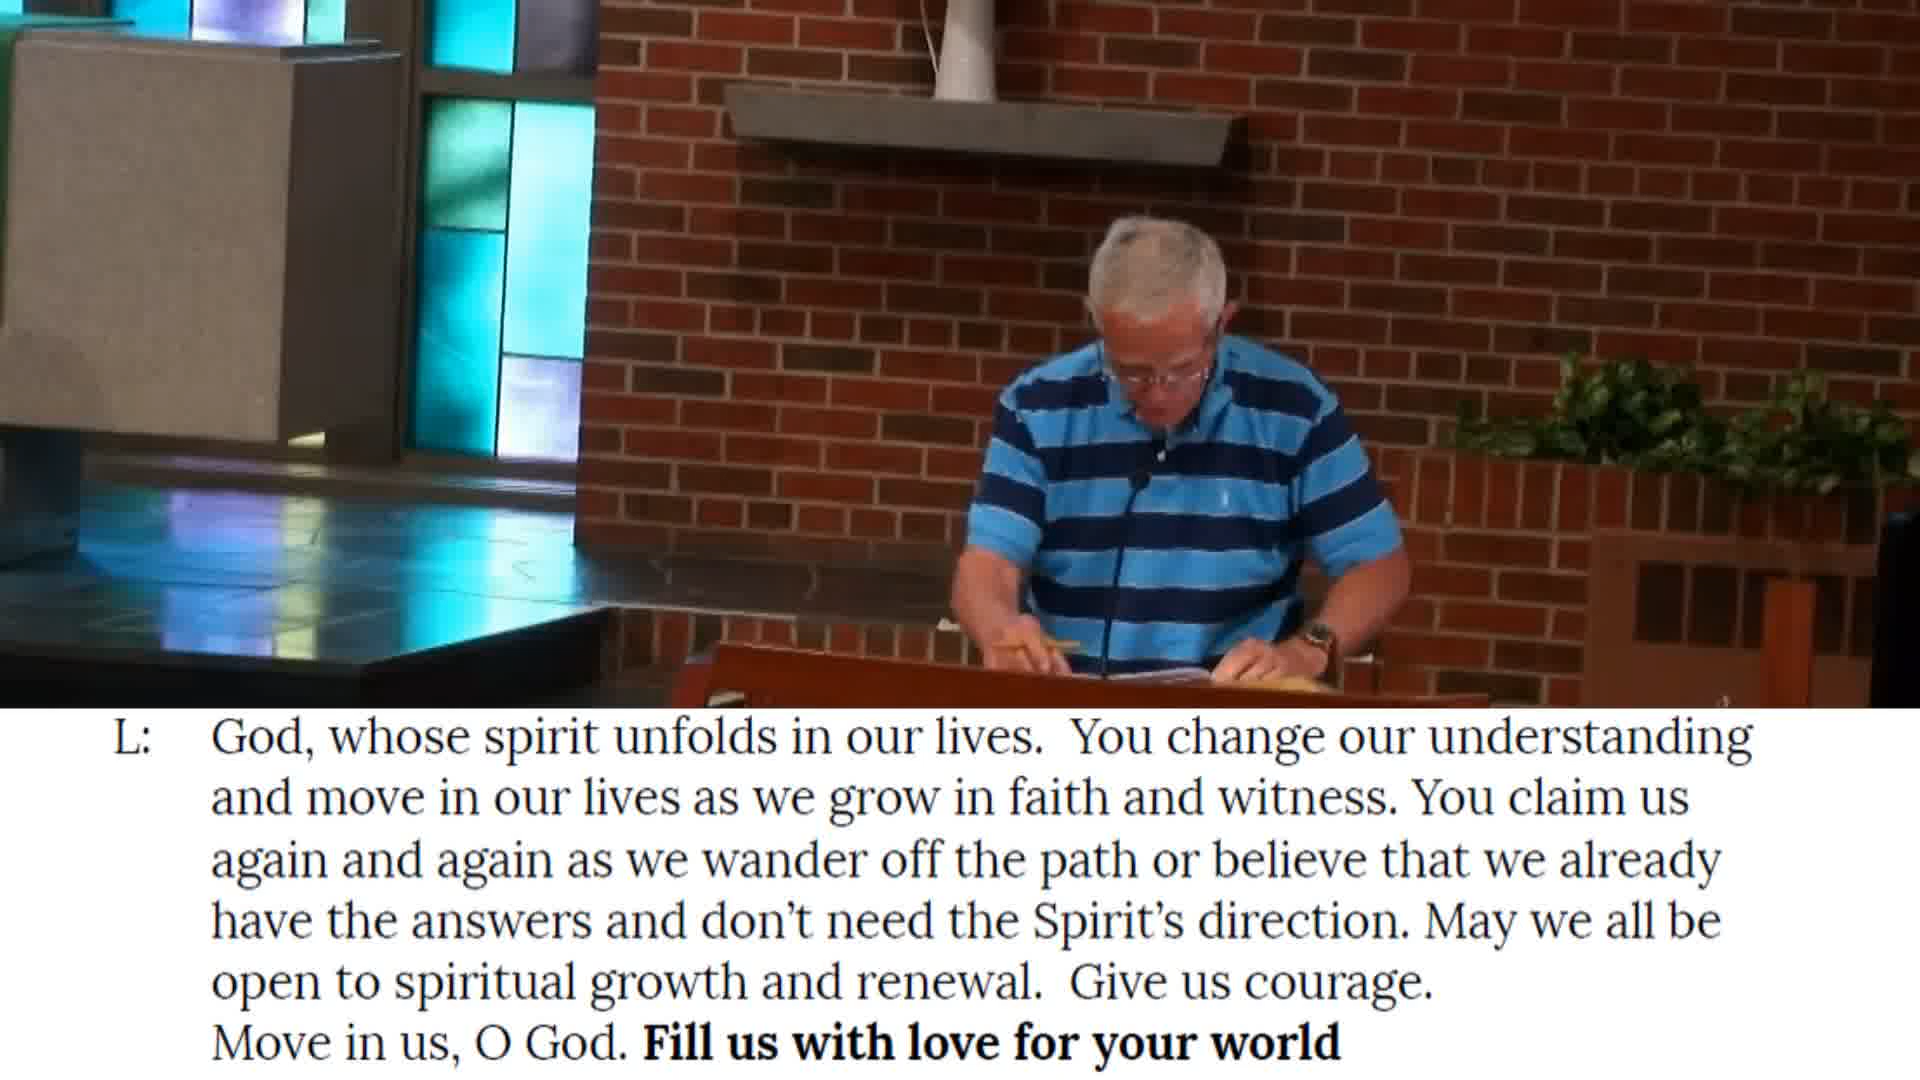 L: God, whose spirit unfolds in our lives.  You change our understanding
and move in our lives as we grow in faith and witness. You claim us
again and again as we wander off the path or believe that we already
have the answers and don’t need the Spirit’s direction. May we all be
open to spiritual growth and renewal.  Give us courage.
Move in us, O God. Fill us with love for your world